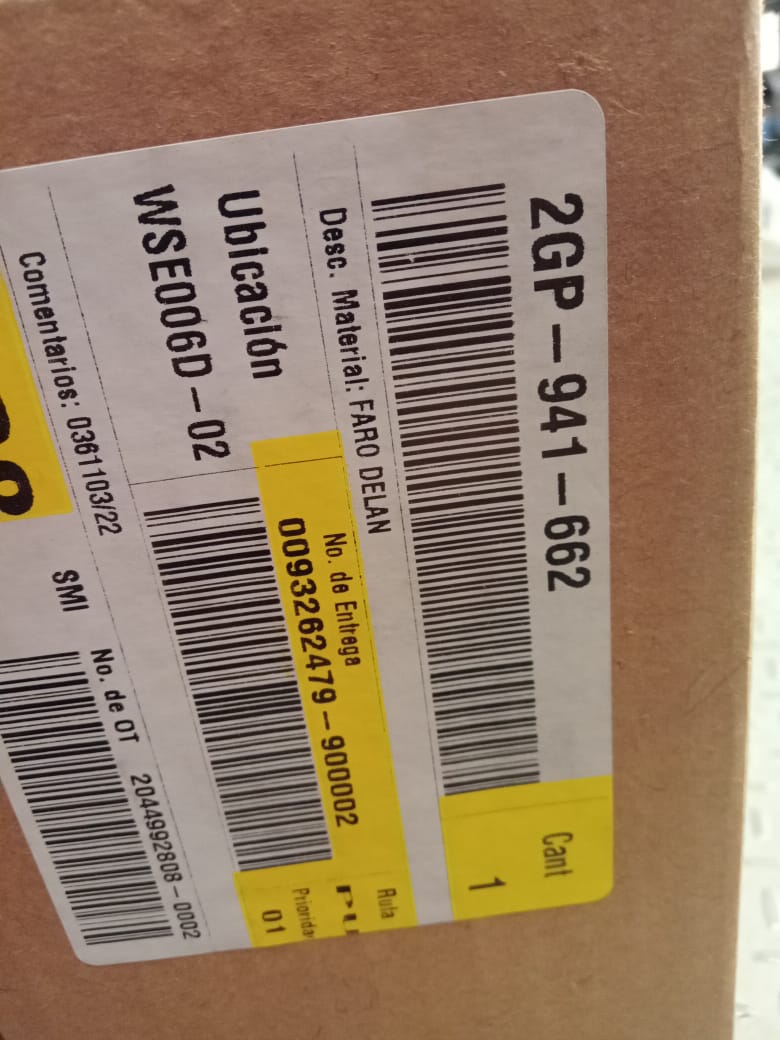 2GP-941-662
Cant
1
Desc. Material: FARO DELAN
Ruta
Ubicación
WSE006D-02
No. de Entrega
0093262479-900002
Priorida
01
Comentarios: 0361103/22
SMI
No. de OT 2044992808-0002